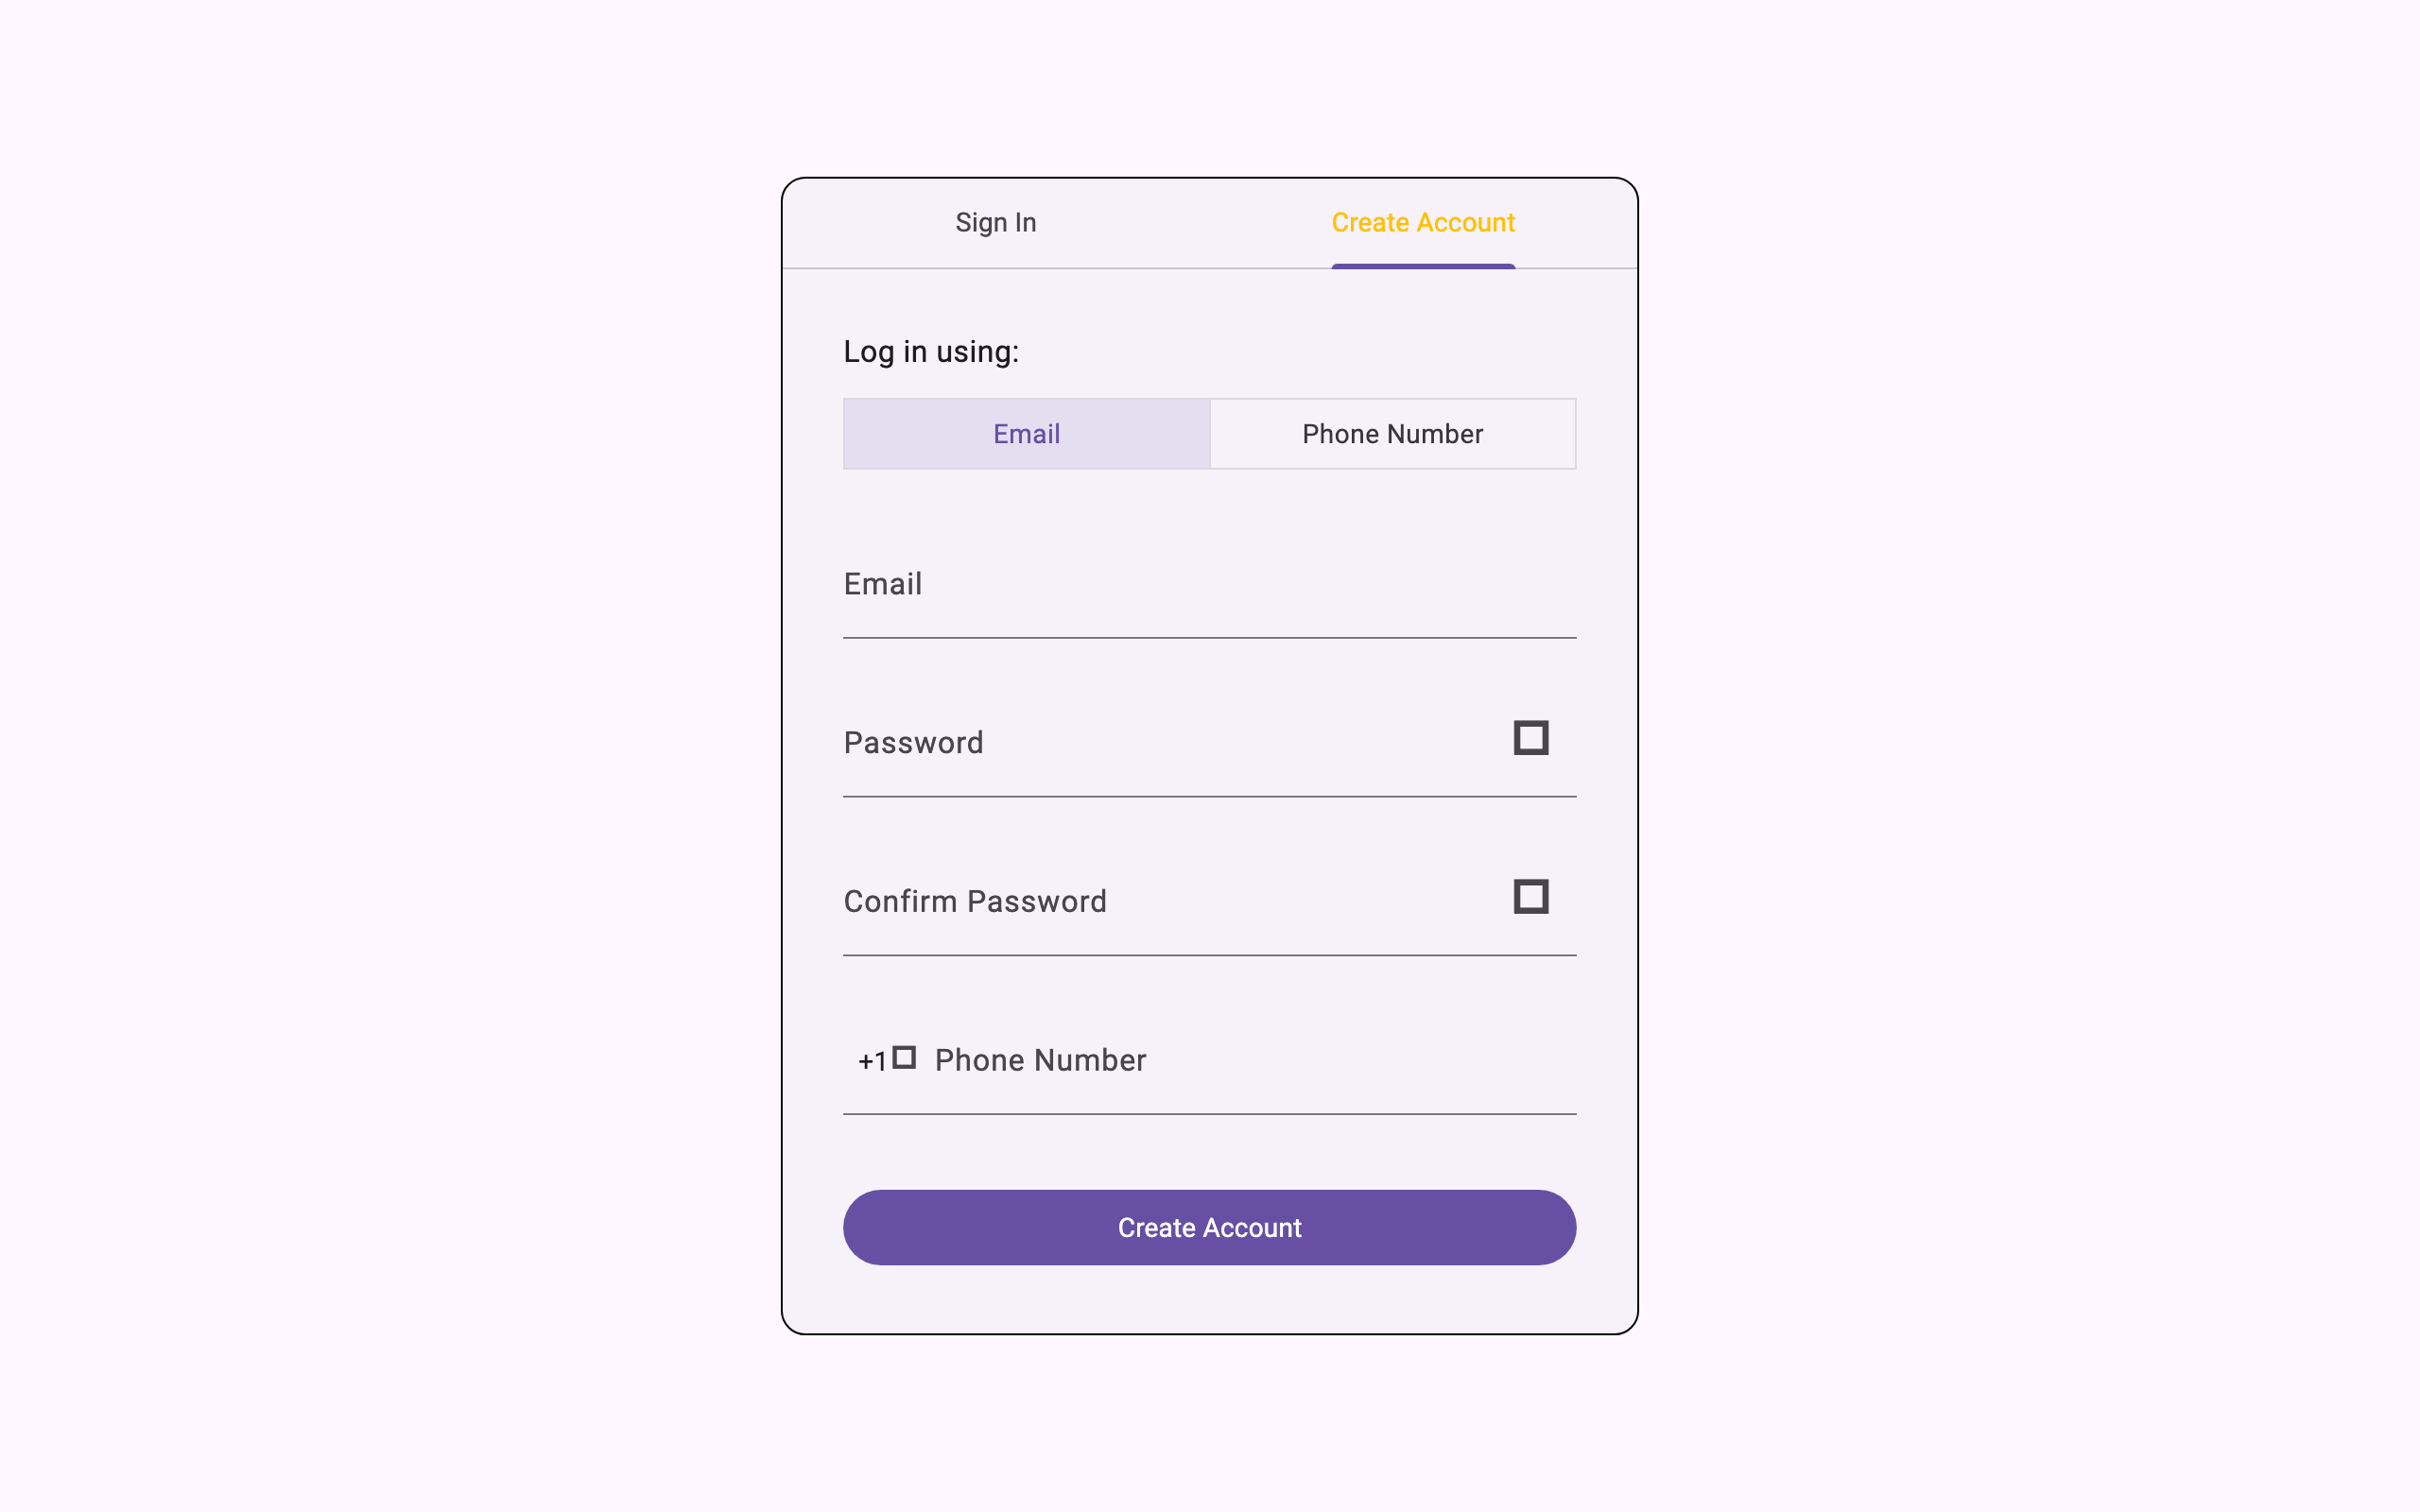 Sign In Create Account
Log in using:
Email Phone Number
Email
Password
Confirm Password
+1 Phone Number
Create Account